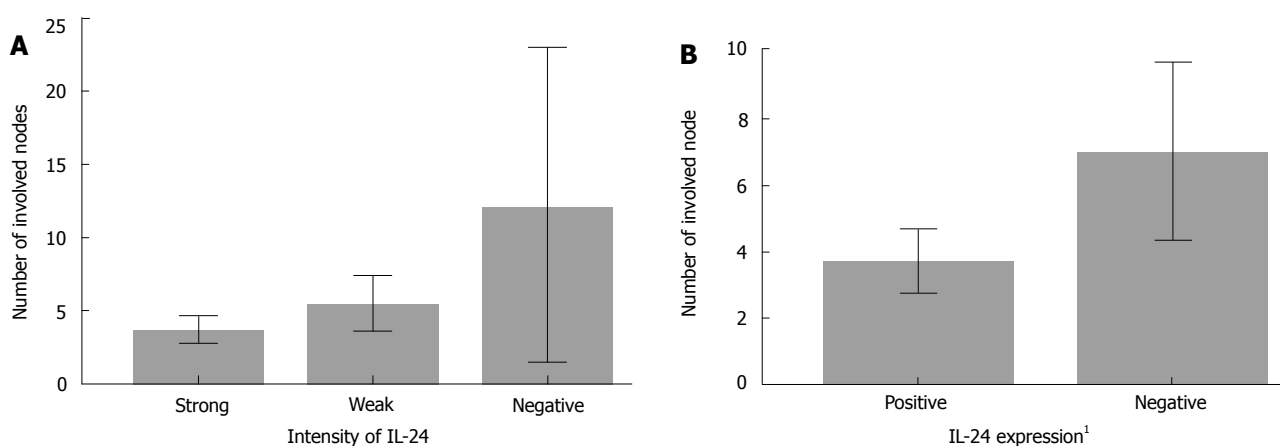 A
Number of involved nodes
25
20
15
10
5
0
Strong Weak Negative
Intensity of IL-24
B
Number of involved node
10
8
6
4
2
0
Positive Negative
IL-24 expression¹